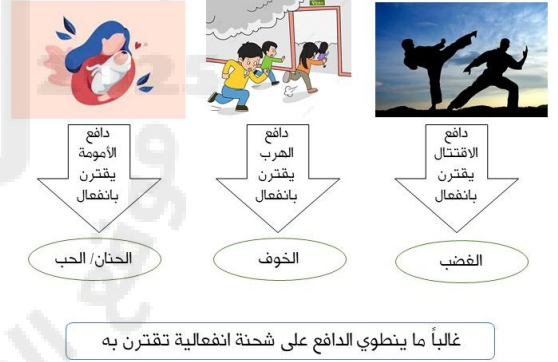 دافع
الاقتتال
يقترن
بانفعال
الغضب
دافع
الهرب
يقترن
بانفعال
الخوف
دافع
الأمومة
يقترن
بانفعال
الحنان/ الحب
غالباً ما ينطوي الدافع على شحنة انفعالية تقترن به